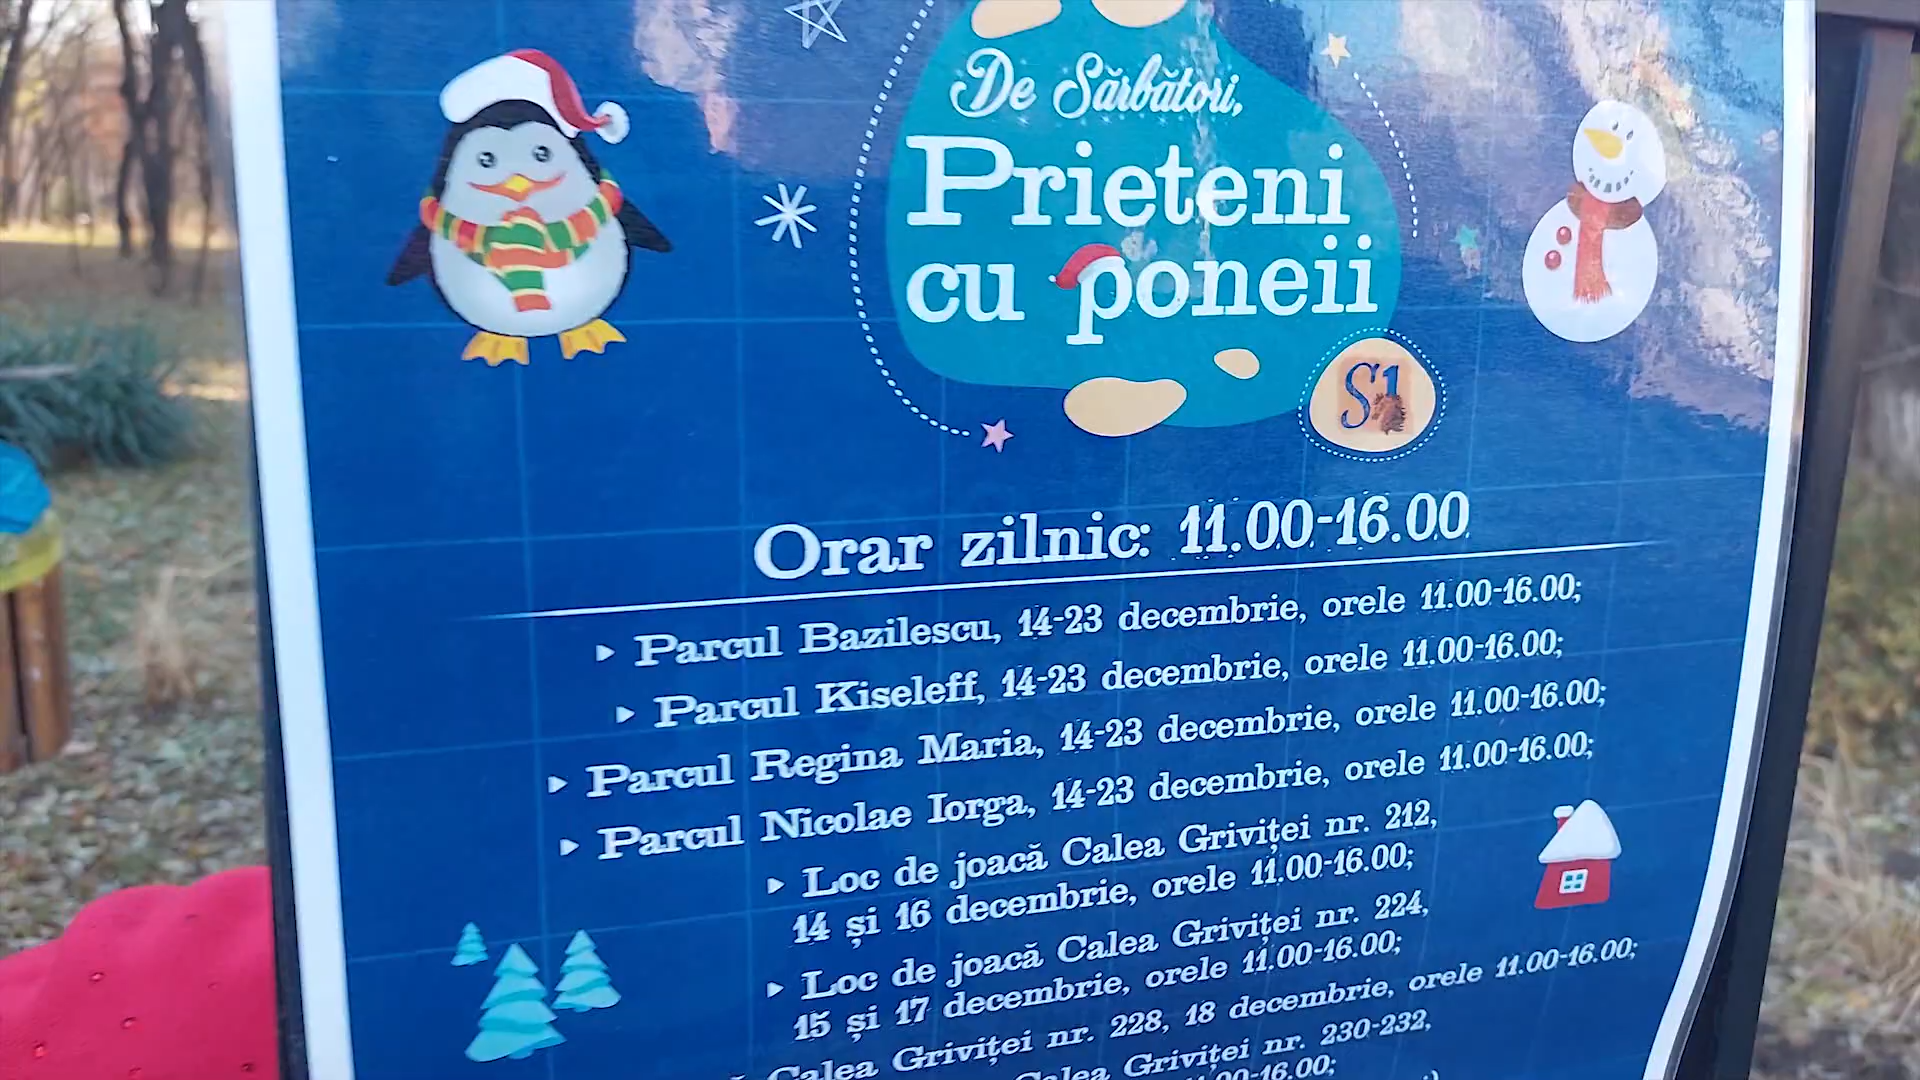 De Sărbători,
Prieteni
cu poneii
S1
Orar zilnic: 11.00-16.00
▸ Parcul Bazilescu, 14-23 decembrie, orele 11.00-16.00;
▸ Parcul Kiseleff, 14-23 decembrie, orele 11.00-16.00;
▸ Parcul Regina Maria, 14-23 decembrie, orele 11.00-16.00;
▸ Parcul Nicolae Iorga, 14-23 decembrie, orele 11.00-16.00;
▸ Loc de joacă Calea Griviței nr. 212,
14 și 16 decembrie, orele 11.00-16.00;
▸ Loc de joacă Calea Griviței nr. 224,
15 și 17 decembrie, orele 11.00-16.00;
Calea Griviței nr. 228, 18 decembrie, orele 11.00-16.00;
Calea Griviței nr. 230-232,
11.00-16.00;